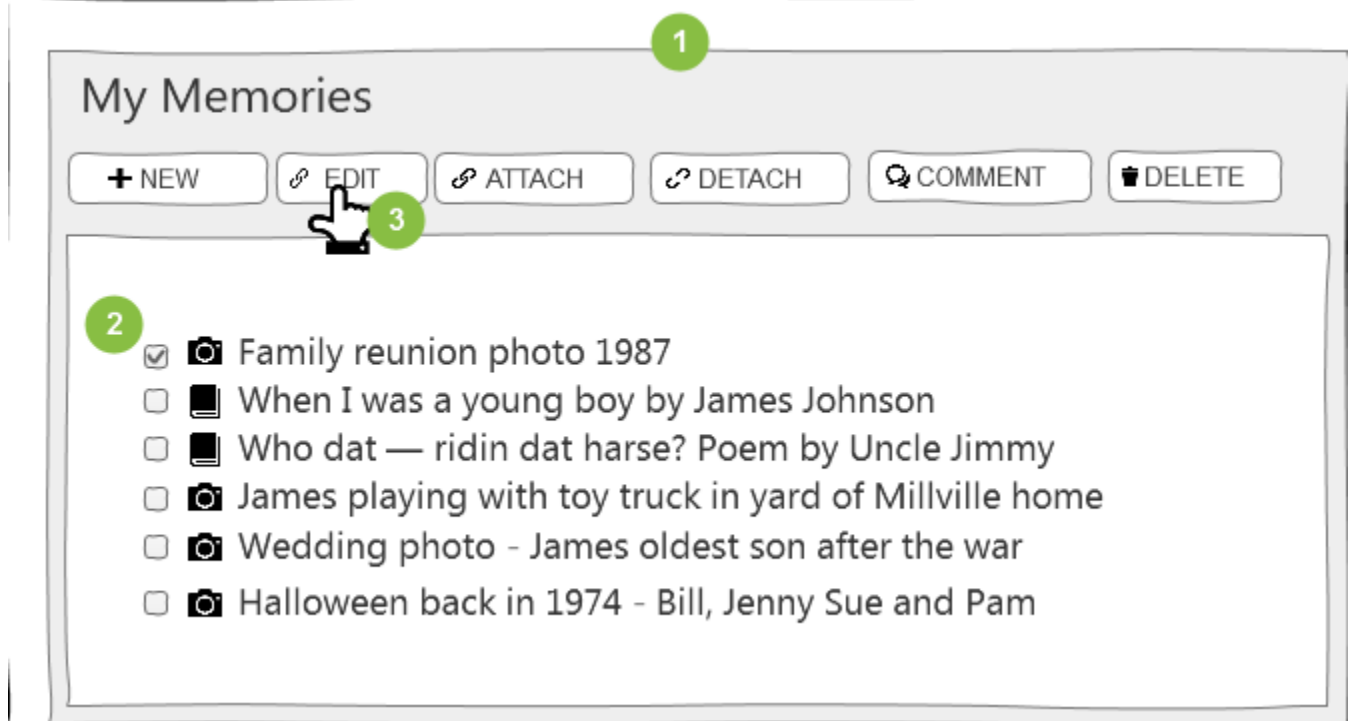 1
My Memories
NEW EDIT ATTACH DETACH COMMENT DELETE
3
2
Family reunion photo 1987
When I was a young boy by James Johnson
Who dat — ridin dat harse? Poem by Uncle Jimmy
James playing with toy truck in yard of Millville home
Wedding photo - James oldest son after the war
Halloween back in 1974 - Bill, Jenny Sue and Pam